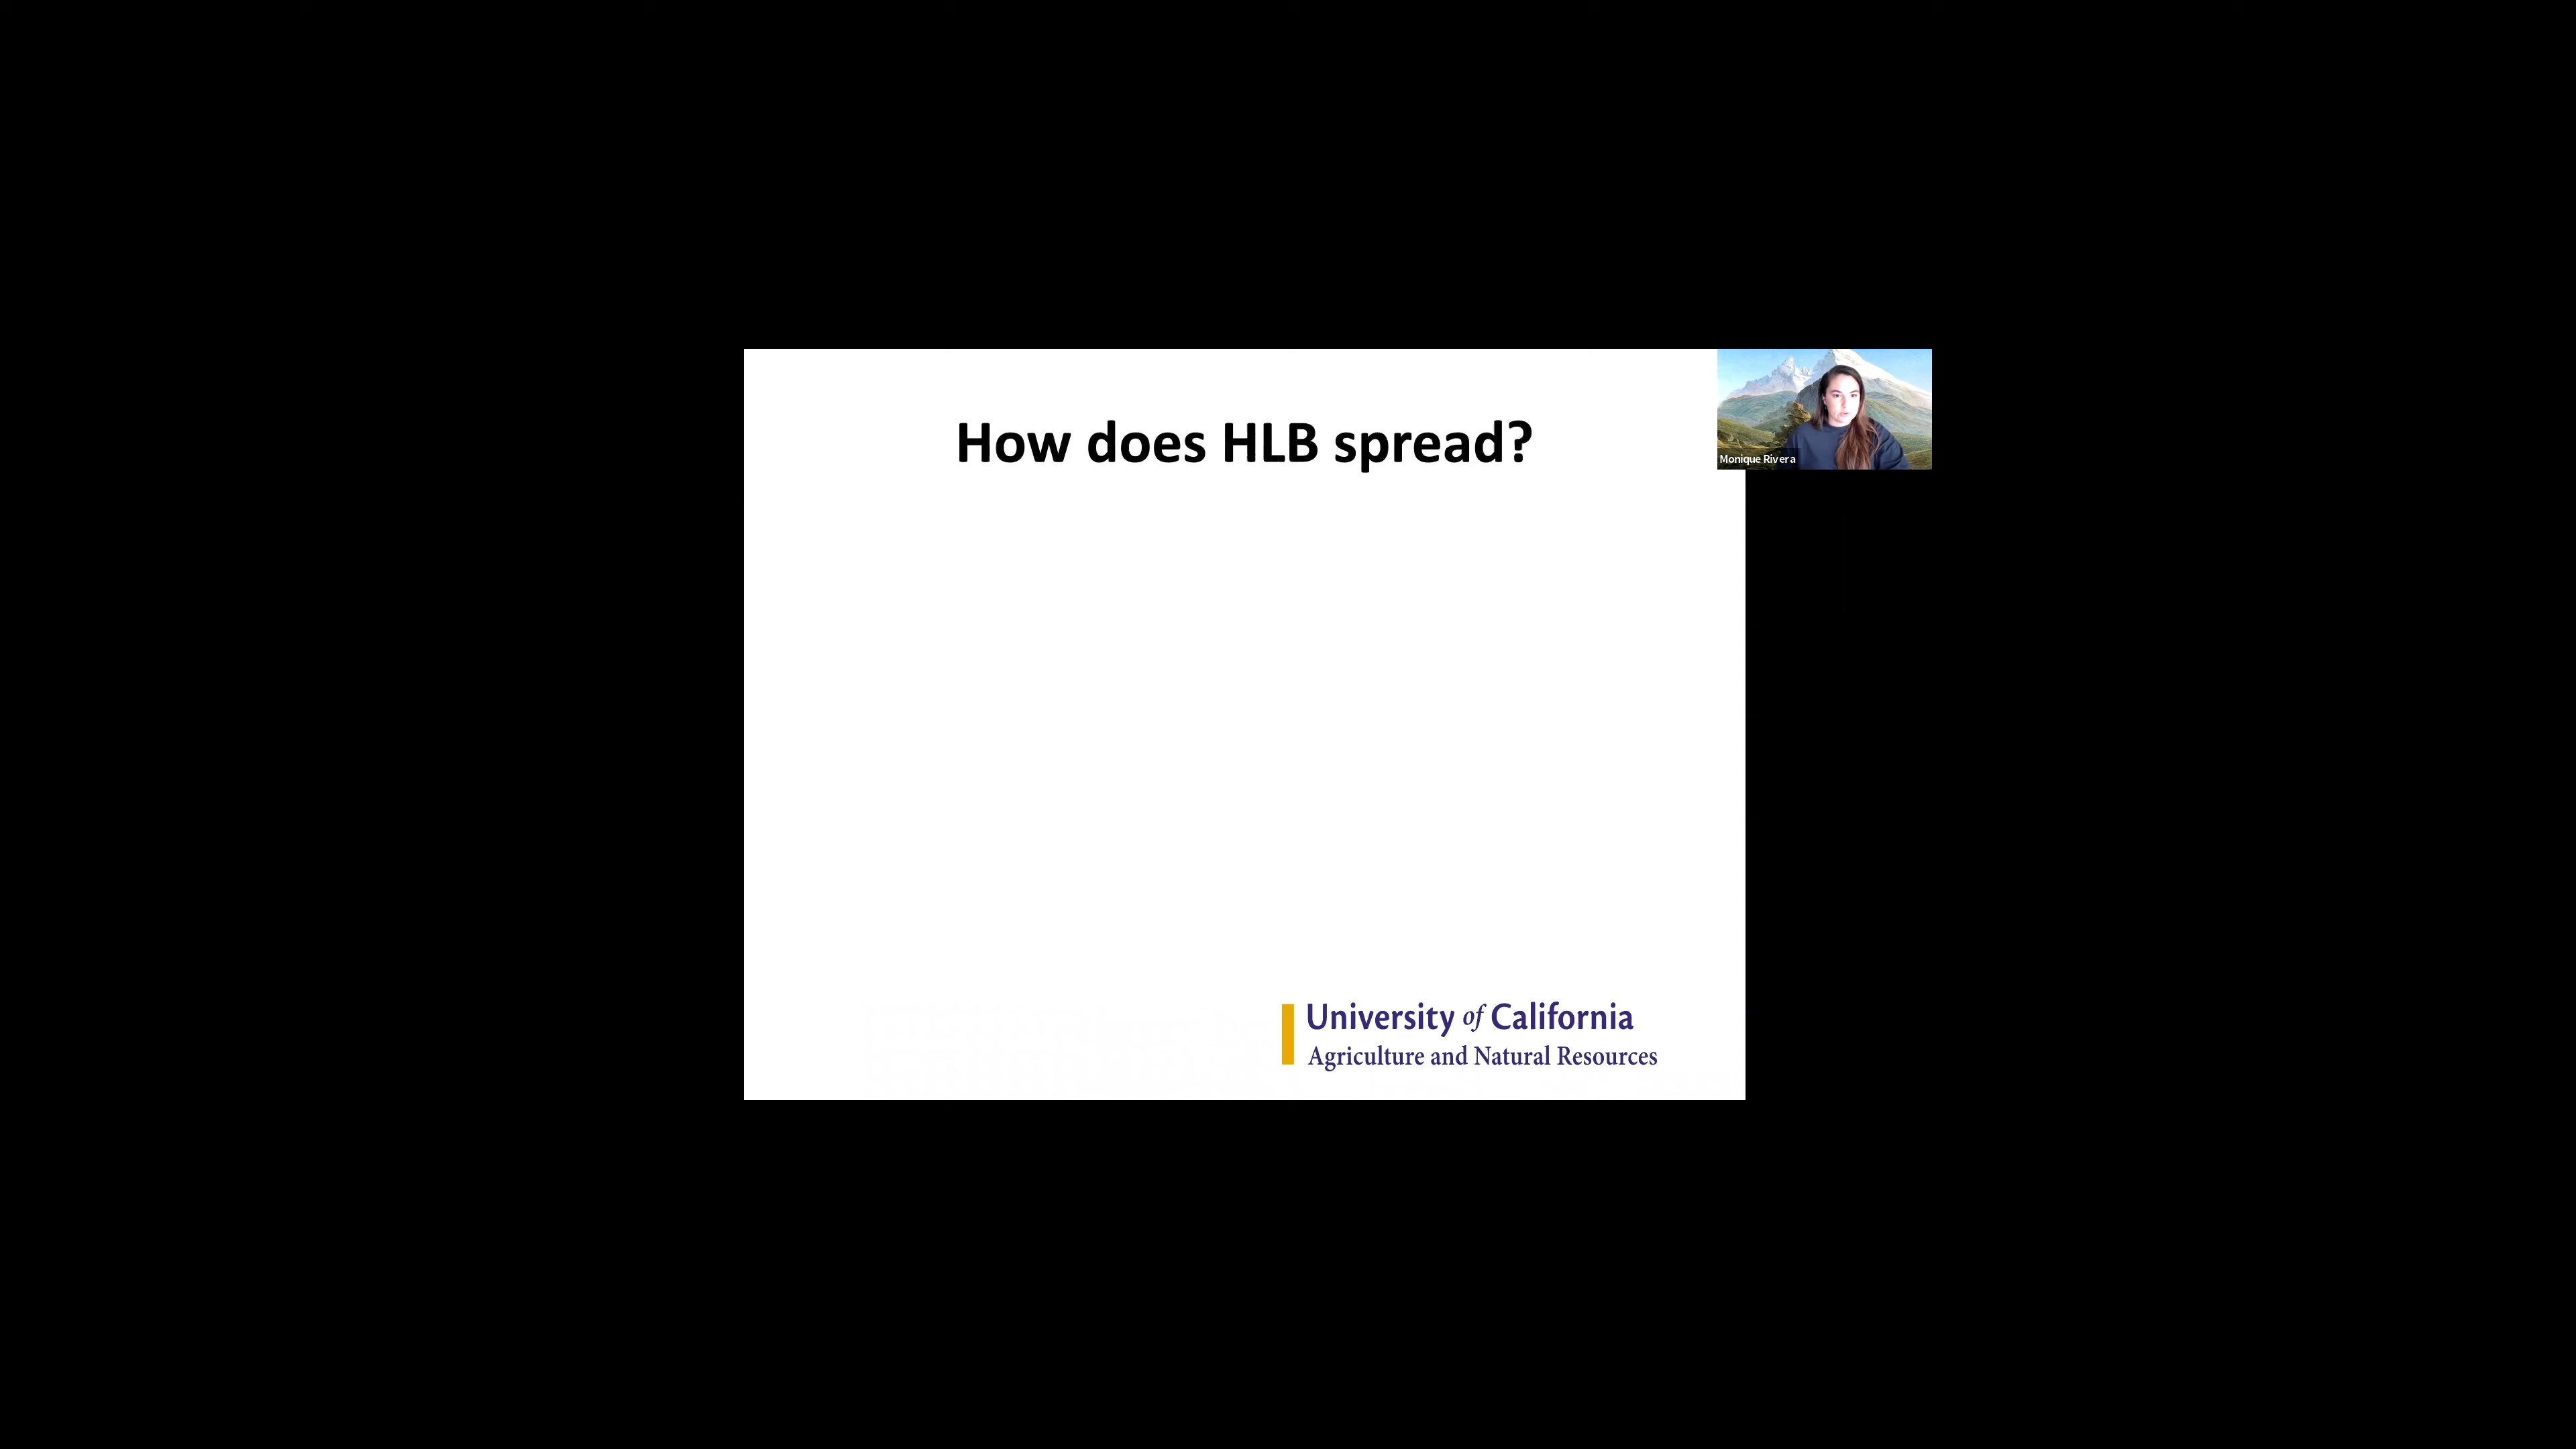 How does HLB spread?
Monique Rivera
University of California
Agriculture and Natural Resources